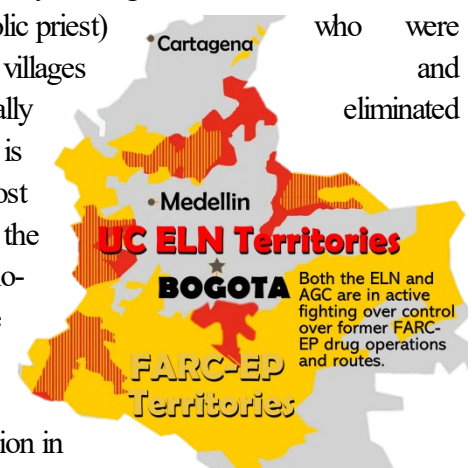 olic priest) who were
villages and
ally eliminated
is
ost
the
o-
ion in
Cartagena
Medellin
UC ELN Territories
BOGOTA
Both the ELN and
AGC are in active
fighting over control
over former FARC-
EP drug operations
and routes.
FARC-EP
Territories